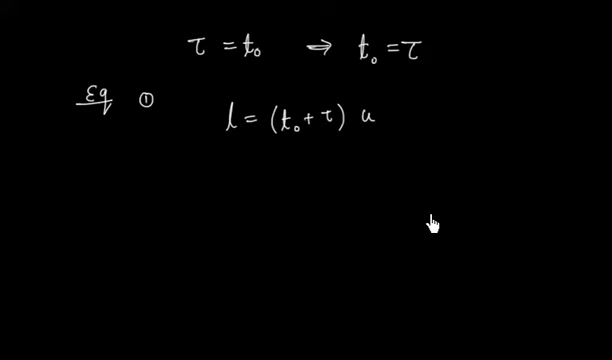 τ = t₀ ⇒ t₀ = τ
Eq ①
l = (t₀ + τ) u